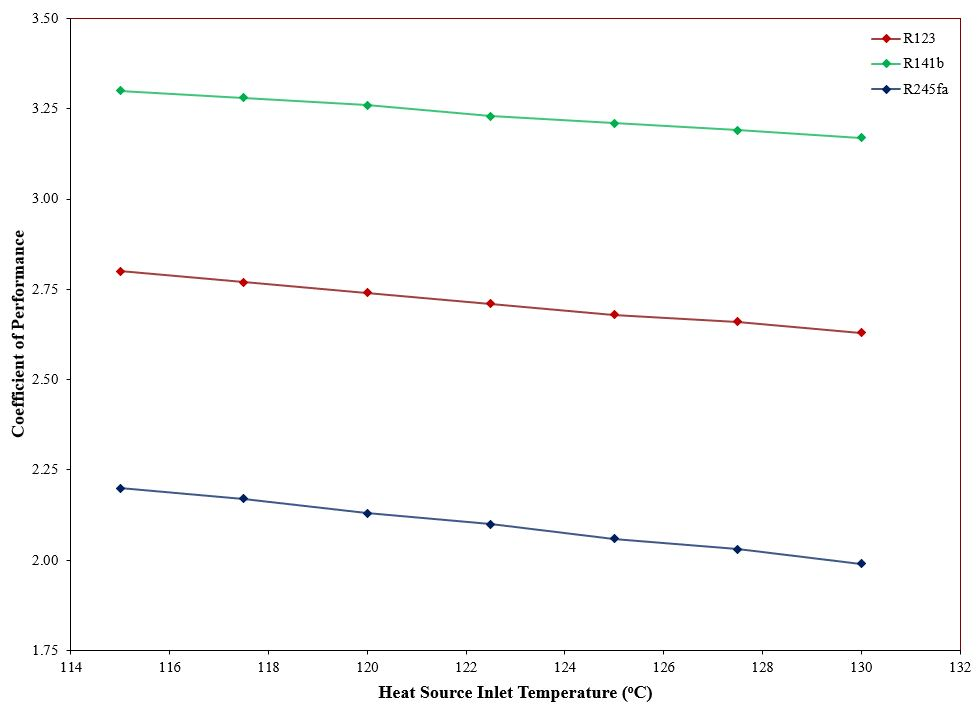 3.50
3.25
3.00
2.75
2.50
2.25
2.00
1.75
Coefficient of Performance
R123
R141b
R245fa
114 116 118 120 122 124 126 128 130 132
Heat Source Inlet Temperature (ºC)